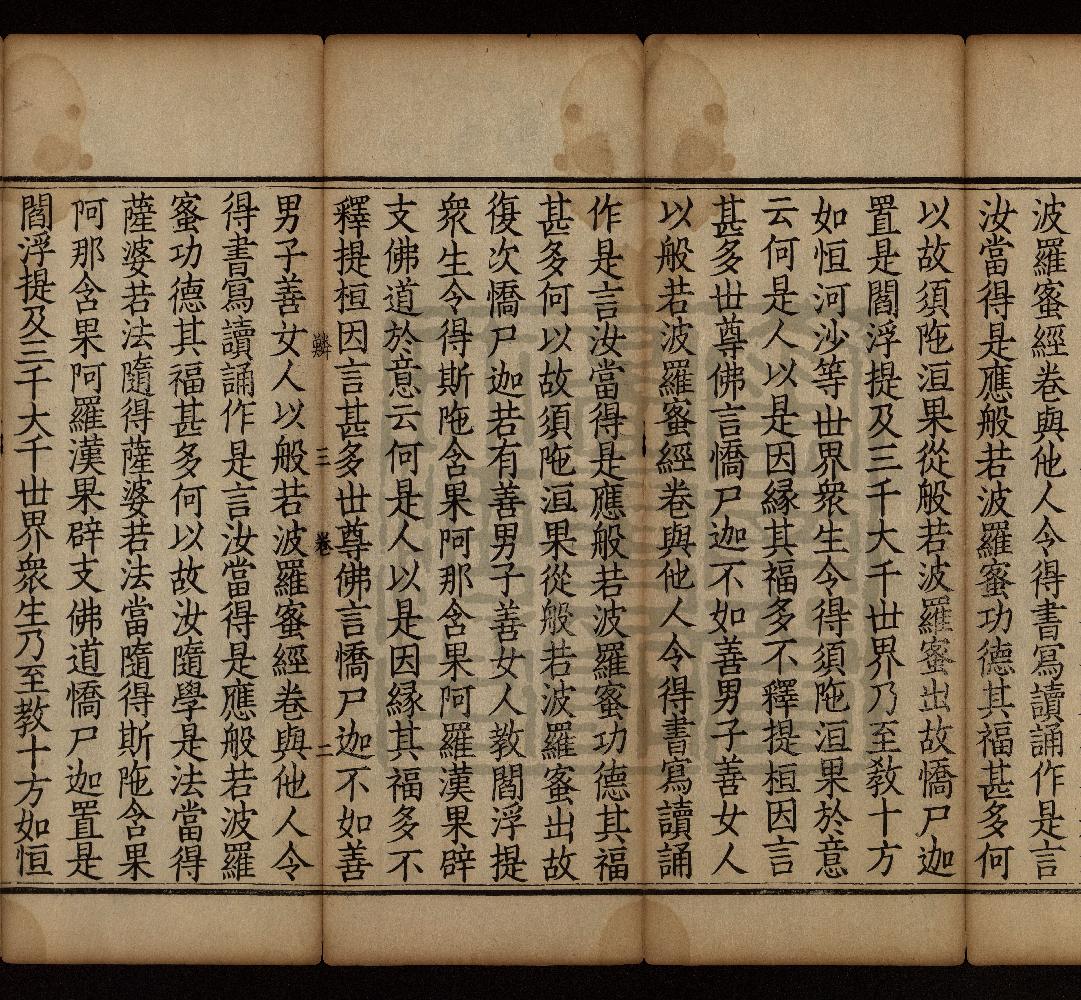 波羅蜜經卷與他人令得書寫讀誦作是言
汝當得是應般若波羅蜜功德其福甚多何
以故須陁洹果從般若波羅蜜出故憍尸迦
置是閻浮提及三千大千世界乃至教十方
如恒河沙等世界衆生令得須陁洹果於意
云何是人以是因緣其福多不釋提桓因言
甚多世尊佛言憍尸迦不如善男子善女人
以般若波羅蜜經卷與他人令得書寫讀誦
作是言汝當得是應般若波羅蜜功德其福
甚多何以故須陁洹果從般若波羅蜜出故
復次憍尸迦若有善男子善女人教閻浮提
衆生令得斯陁含果阿那含果阿羅漢果辟
支佛道於意云何是人以是因緣其福多不
釋提桓因言甚多世尊佛言憍尸迦不如善
三 卷 二
男子善女人以般若波羅蜜經卷與他人令
得書寫讀誦作是言汝當得是應般若波羅
蜜功德其福甚多何以故汝隨學是法當得
薩婆若法隨得薩婆若法當隨得斯陁含果
阿那含果阿羅漢果辟支佛道憍尸迦置是
閻浮提及三千大千世界衆生乃至教十方如恒